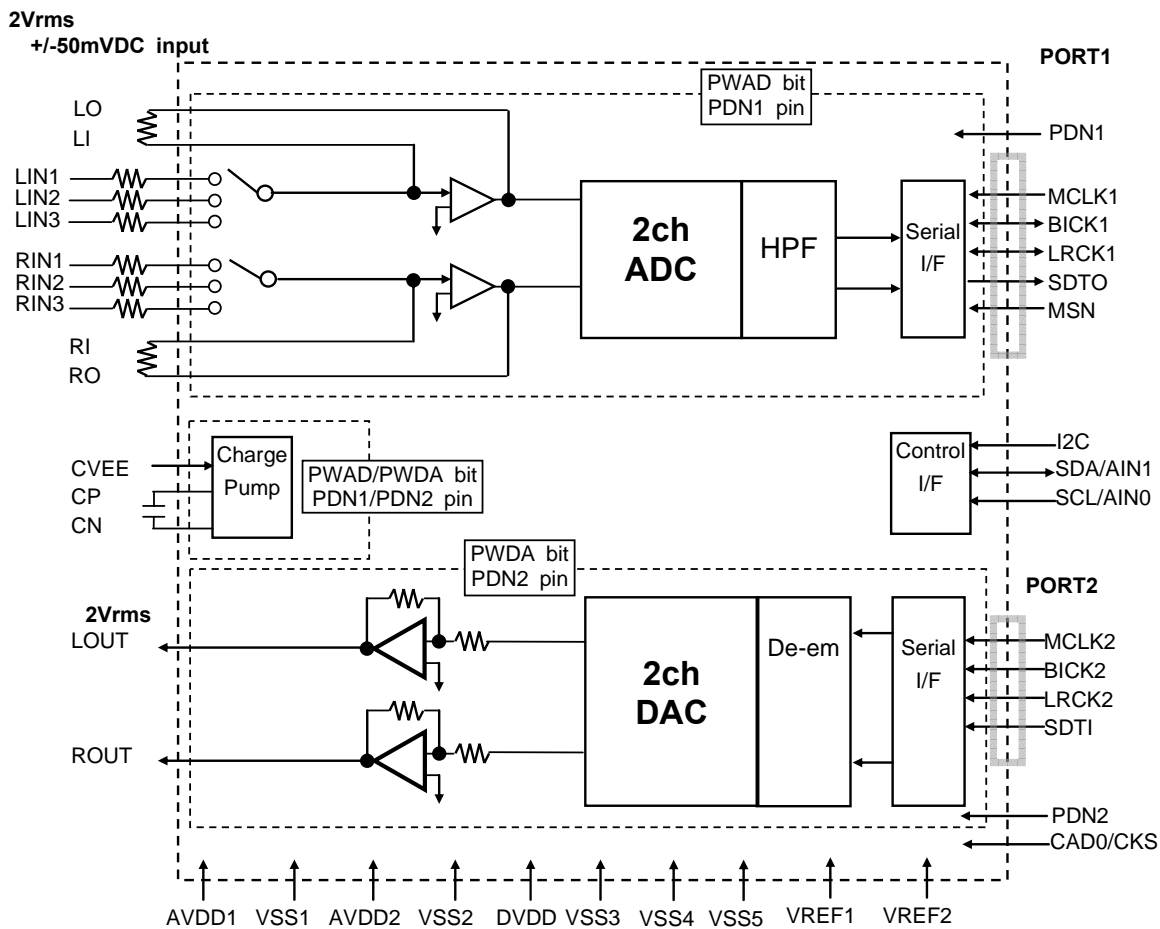 2Vrms
+/-50mVDC input
PORT1
PWAD bit
PDN1 pin
LO
LI
LIN1
LIN2
LIN3
RIN1
RIN2
RIN3
RI
RO
2ch
ADC
HPF
Serial
I/F
PDN1
MCLK1
BICK1
LRCK1
SDTO
MSN
CVEE
CP
CN
Charge
Pump
PWAD/PWDA bit
PDN1/PDN2 pin
Control
I/F
I2C
SDA/AIN1
SCL/AIN0
PWDA bit
PDN2 pin
PORT2
2Vrms
LOUT
ROUT
2ch
DAC
De-em
Serial
I/F
MCLK2
BICK2
LRCK2
SDTI
PDN2
CAD0/CKS
AVDD1 VSS1 AVDD2 VSS2 DVDD VSS3 VSS4 VSS5 VREF1 VREF2